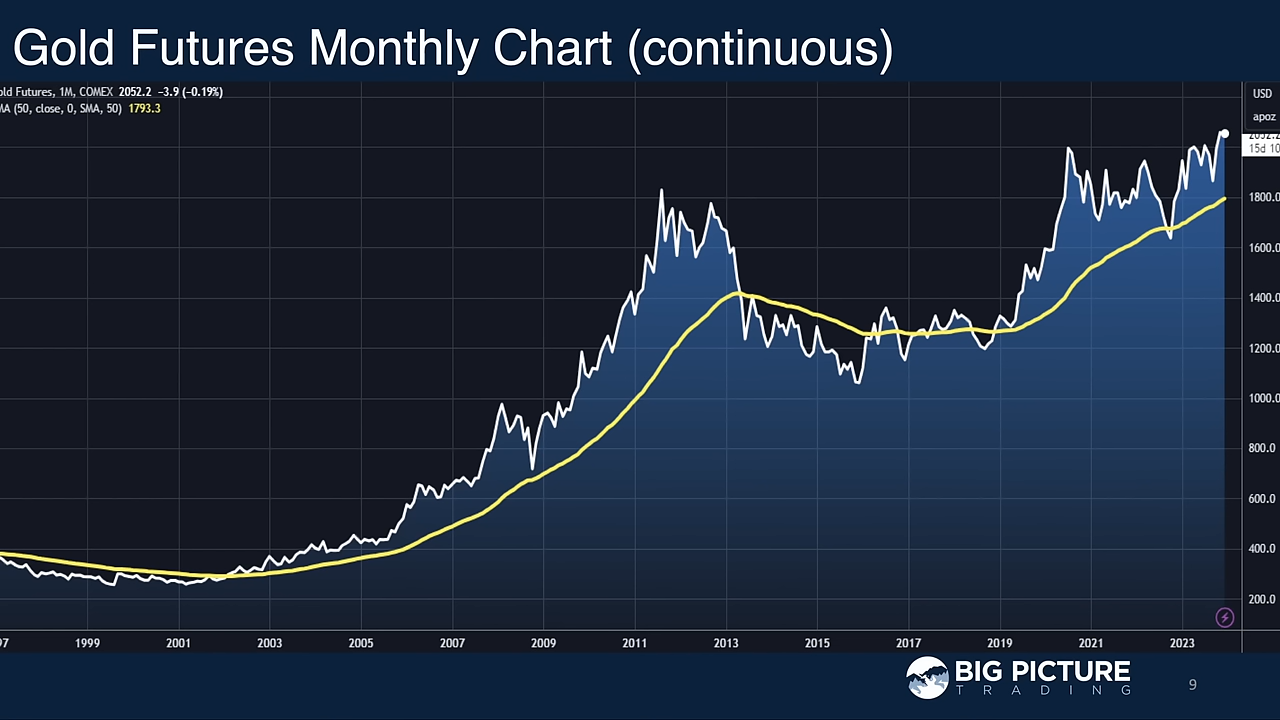 Gold Futures Monthly Chart (continuous)
old Futures, 1M, COMEX 2052.2 −3.9 (−0.19%)
MA (50, close, 0, SMA, 50) 1793.3
USD
apoz
2052.2
15d 10
1800.0
1600.0
1400.0
1200.0
1000.0
800.0
600.0
400.0
200.0
97 1999 2001 2003 2005 2007 2009 2011 2013 2015 2017 2019 2021 2023
BIG PICTURE
TRADING
9